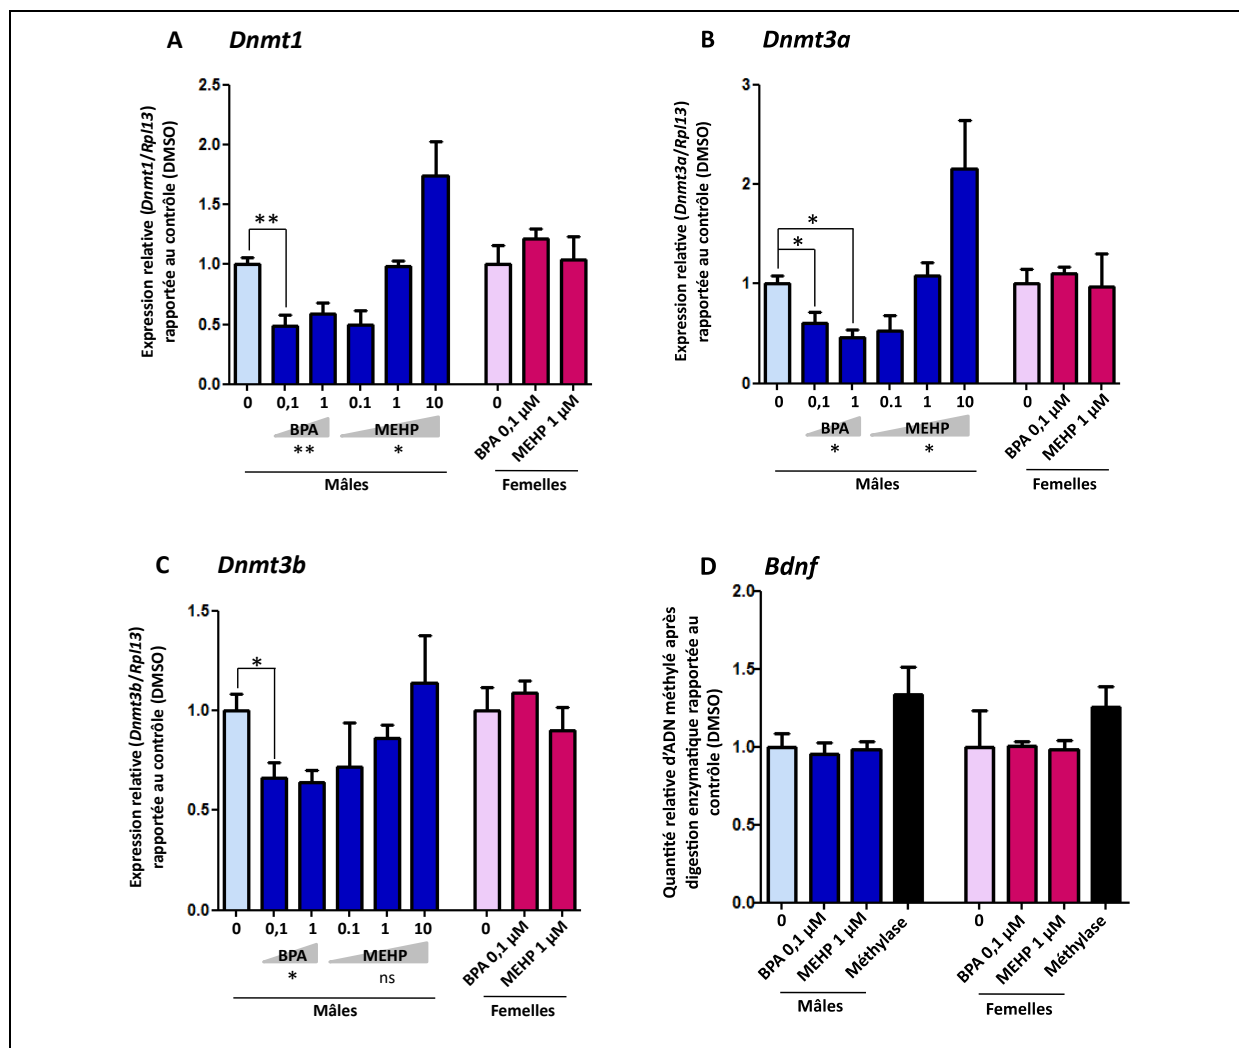 A Dnmt1
Expression relative (Dnmt1/Rpl13)
rapportée au contrôle (DMSO)
2.5
2.0
1.5
1.0
0.5
0.0
**
0 0,1 1 0.1 1 10 0 BPA 0,1 µM MEHP 1 µM
BPA MEHP
** *
Mâles Femelles
B Dnmt3a
Expression relative (Dnmt3a/Rpl13)
rapportée au contrôle (DMSO)
3
2
1
0
*
*
0 0,1 1 0.1 1 10 0 BPA 0,1 µM MEHP 1 µM
BPA MEHP
* *
Mâles Femelles
C Dnmt3b
Expression relative (Dnmt3b/Rpl13)
rapportée au contrôle (DMSO)
1.5
1.0
0.5
0.0
*
0 0,1 1 0.1 1 10 0 BPA 0,1 µM MEHP 1 µM
BPA MEHP
* ns
Mâles Femelles
D Bdnf
Quantité relative d'ADN méthylé après
digestion enzymatique rapportée au
contrôle (DMSO)
2.0
1.5
1.0
0.5
0.0
0 BPA 0,1 µM MEHP 1 µM Méthylase 0 BPA 0,1 µM MEHP 1 µM Méthylase
Mâles Femelles